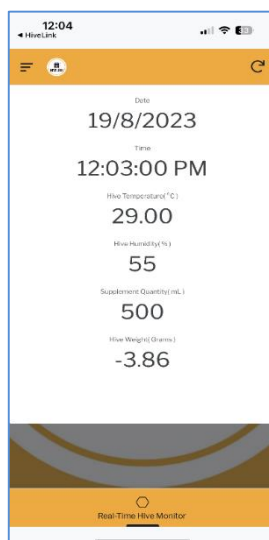 12:04
◀ HiveLink
Date
19/8/2023
Time
12:03:00 PM
Hive Temperature(°C)
29.00
Hive Humidity(%)
55
Supplement Quantity(mL)
500
Hive Weight(Grams)
-3.86
Real-Time Hive Monitor